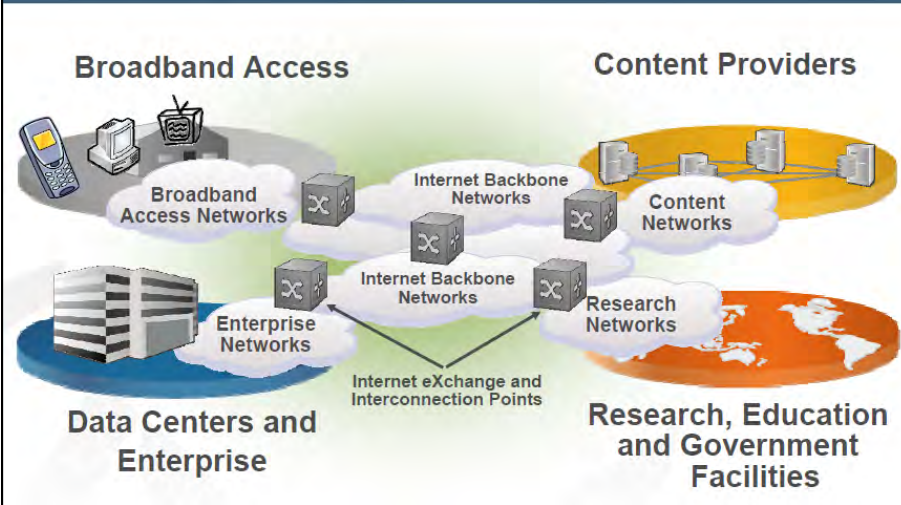 Broadband Access
Content Providers
Internet Backbone
Networks
Broadband
Access Networks
Content
Networks
Internet Backbone
Networks
Enterprise
Networks
Research
Networks
Internet eXchange and
Interconnection Points
Data Centers and
Enterprise
Research, Education
and Government
Facilities